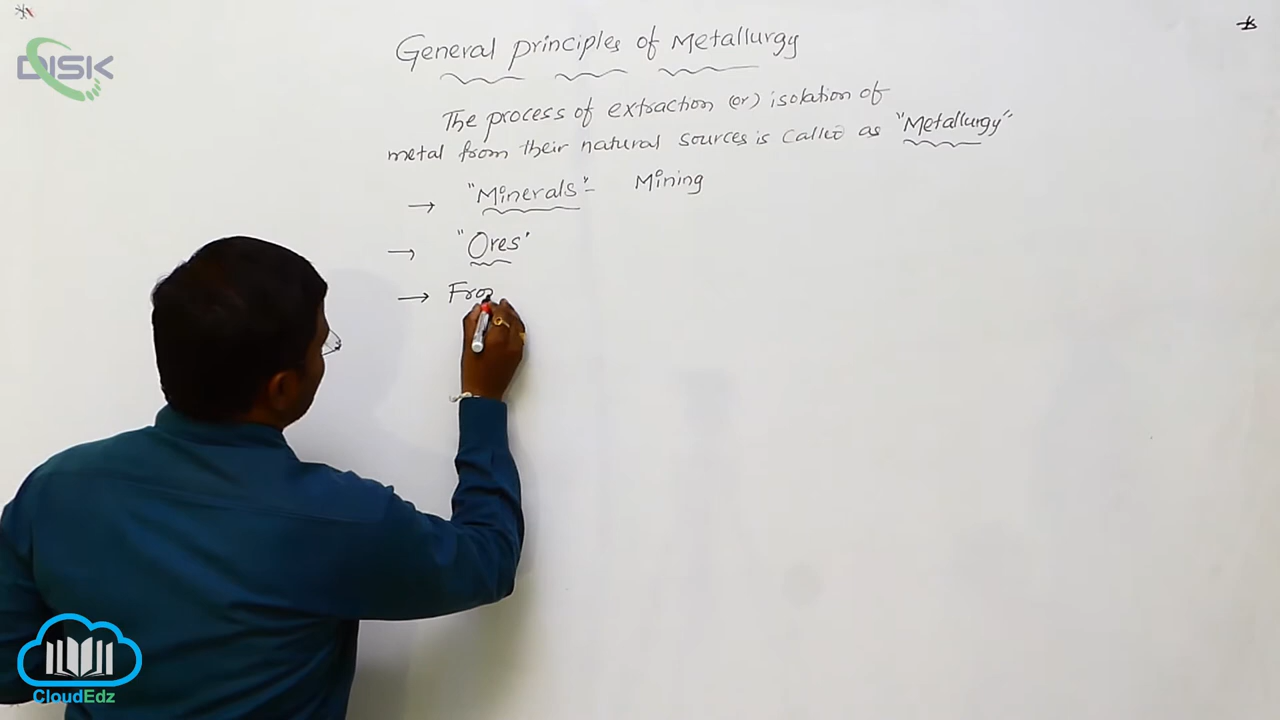 DISK
General principles of Metallurgy
The process of extraction (or) isolation of
metal from their natural sources is called as "Metallurgy"
→ "Minerals"- Mining
→ "Ores"
→ Fro
CloudEdz